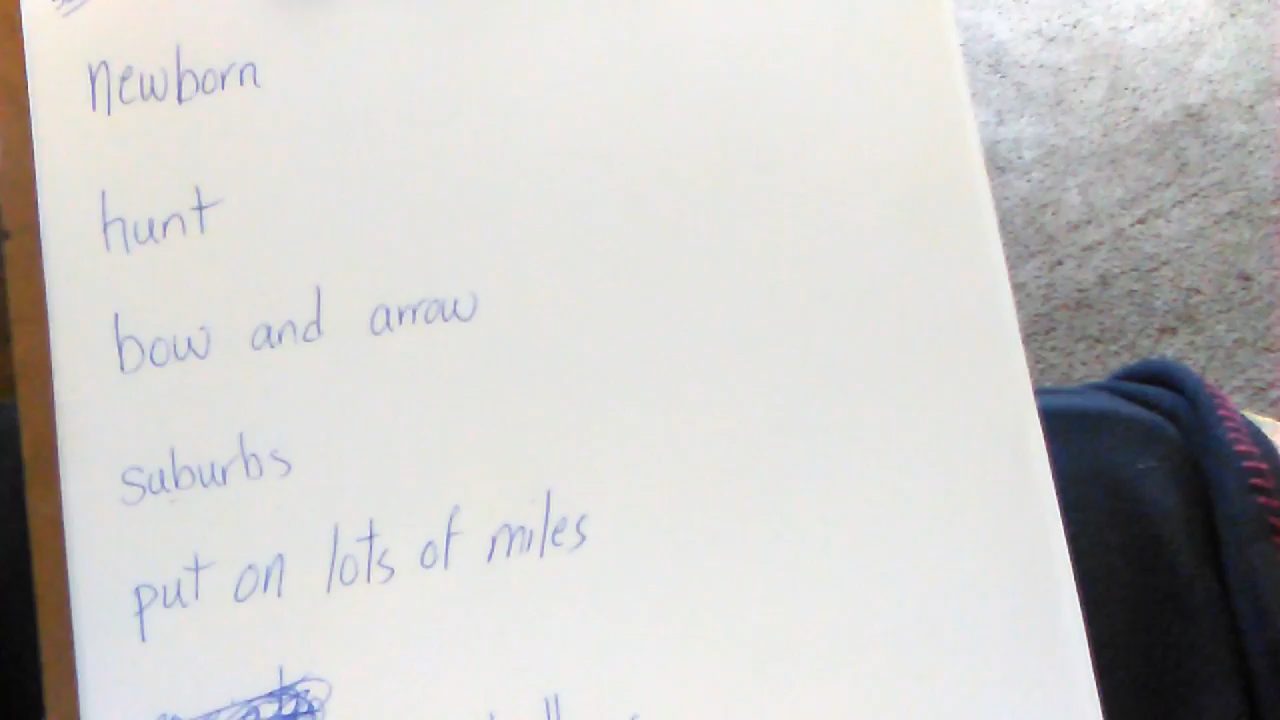 newborn
hunt
bow and arrow
suburbs
put on lots of miles